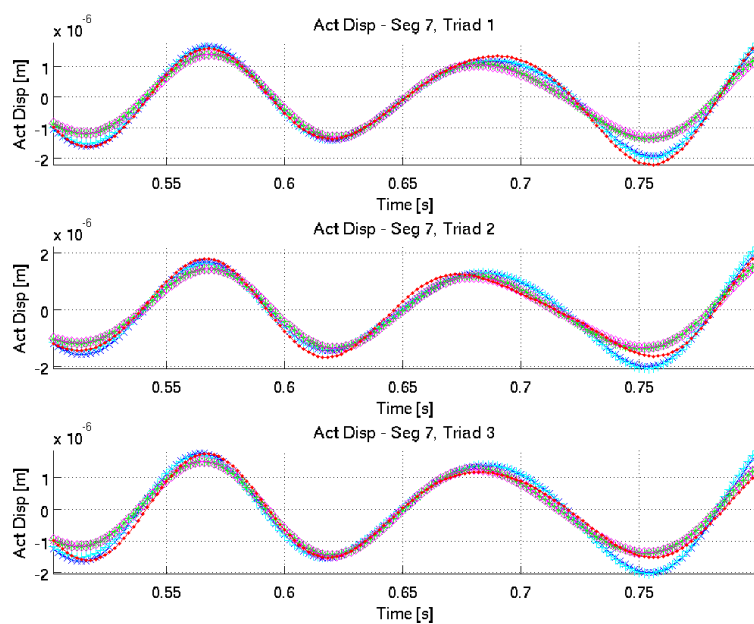 x 10^-6
Act Disp - Seg 7, Triad 1
Act Disp [m]
1
0
-1
-2
0.55 0.6 0.65 0.7 0.75
Time [s]
x 10^-6
Act Disp - Seg 7, Triad 2
Act Disp [m]
2
0
-2
0.55 0.6 0.65 0.7 0.75
Time [s]
x 10^-6
Act Disp - Seg 7, Triad 3
Act Disp [m]
1
0
-1
-2
0.55 0.6 0.65 0.7 0.75
Time [s]